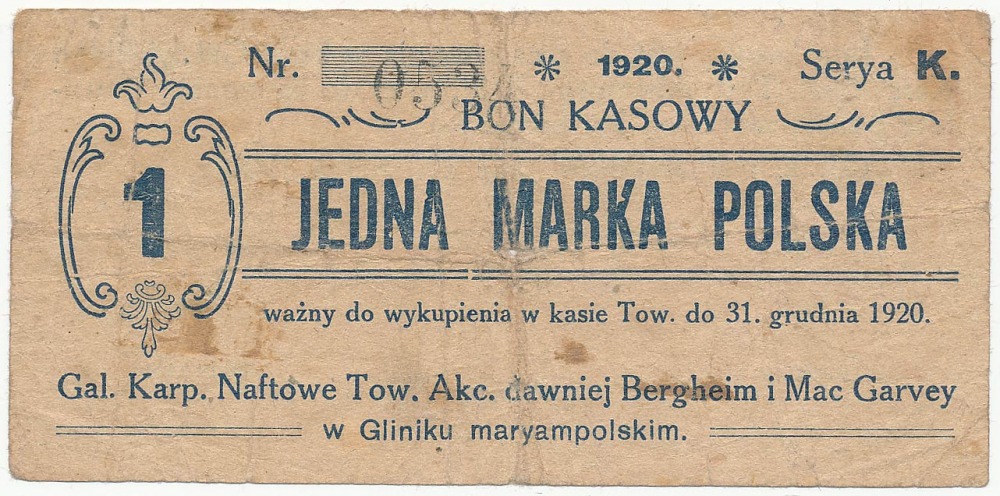 Nr. 0534 * 1920. * Serya K.
BON KASOWY
1
JEDNA MARKA POLSKA
ważny do wykupienia w kasie Tow. do 31. grudnia 1920.
Gal. Karp. Naftowe Tow. Akc. dawniej Bergheim i Mac Garvey
w Gliniku maryampolskim.